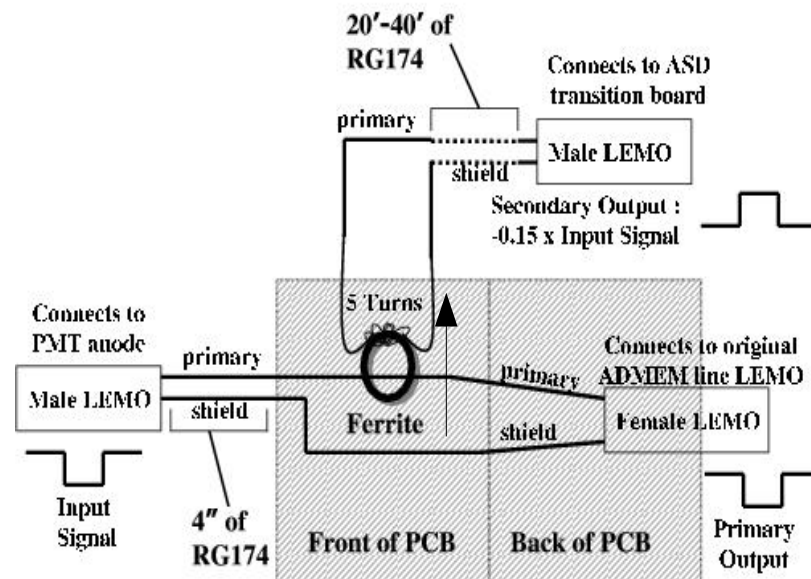 20′-40′ of
RG174
Connects to ASD
transition board
primary
Male LEMO
shield
Secondary Output :
-0.15 x Input Signal
5 Turns
Connects to
PMT anode
Connects to original
ADMEM line LEMO
primary
primary
Male LEMO
shield
Ferrite
shield
Female LEMO
Input
Signal
4″ of
RG174
Front of PCB
Back of PCB
Primary
Output